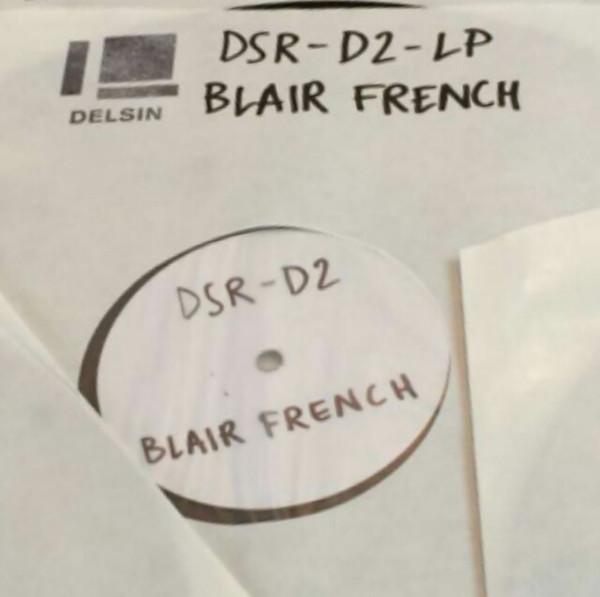 DSR-D2-LP
DELSIN
BLAIR FRENCH
DSR-D2
BLAIR FRENCH